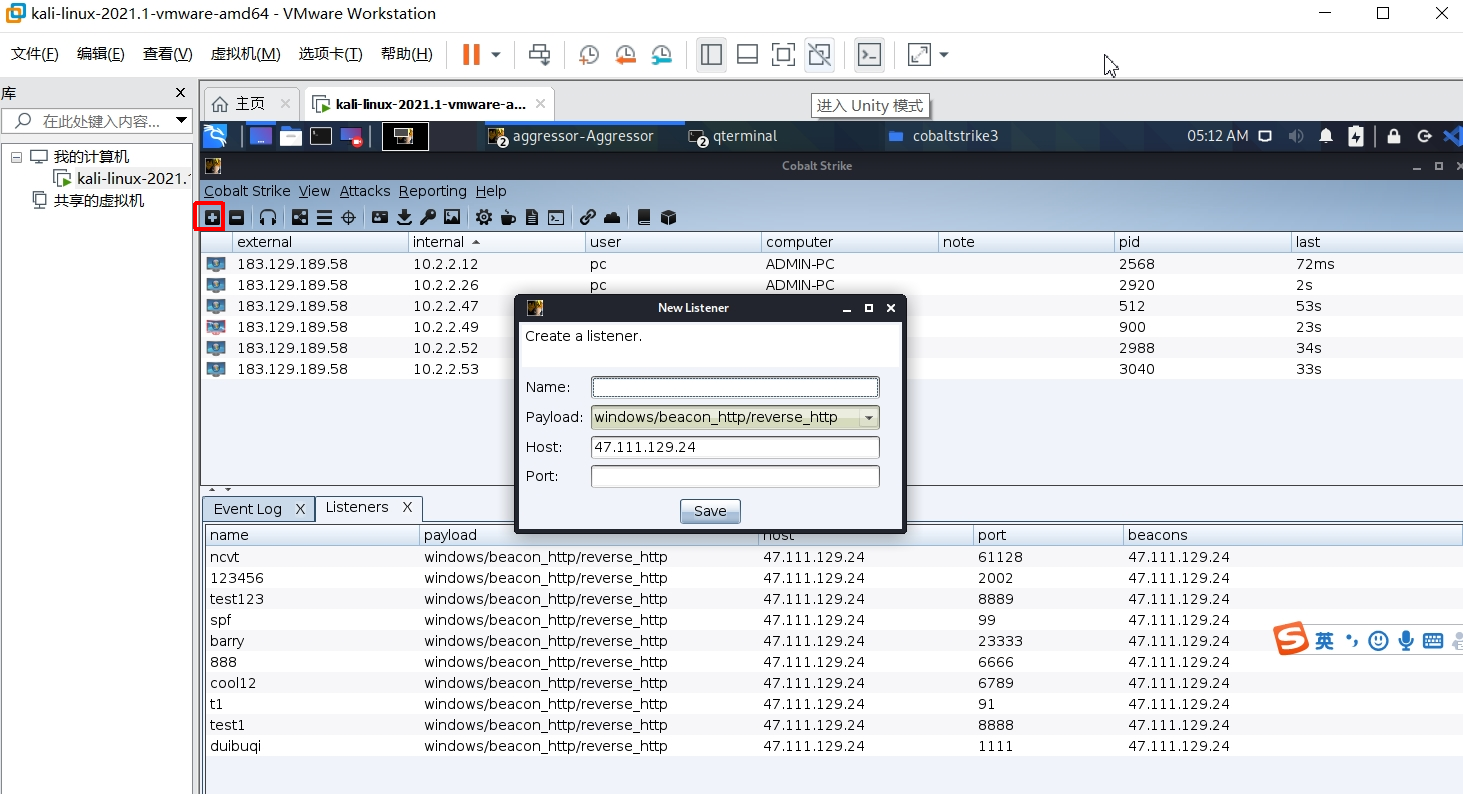 kali-linux-2021.1-vmware-amd64 - VMware Workstation
文件(F) 编辑(E) 查看(V) 虚拟机(M) 选项卡(T) 帮助(H)
库
在此处键入内容...
我的计算机
kali-linux-2021.1
共享的虚拟机
主页 kali-linux-2021.1-vmware-a...
进入 Unity 模式
aggressor-Aggressor 2 qterminal 2 cobaltstrike3 05:12 AM
Cobalt Strike
Cobalt Strike View Attacks Reporting Help
external internal user computer note pid last
183.129.189.58 10.2.2.12 pc ADMIN-PC 2568 72ms
183.129.189.58 10.2.2.26 pc ADMIN-PC 2920 2s
183.129.189.58 10.2.2.47 512 53s
183.129.189.58 10.2.2.49 900 23s
183.129.189.58 10.2.2.52 2988 34s
183.129.189.58 10.2.2.53 3040 33s
New Listener
Create a listener.
Name:
Payload: windows/beacon_http/reverse_http
Host: 47.111.129.24
Port:
Save
Event Log X Listeners X
name payload host port beacons
ncvt windows/beacon_http/reverse_http 47.111.129.24 61128 47.111.129.24
123456 windows/beacon_http/reverse_http 47.111.129.24 2002 47.111.129.24
test123 windows/beacon_http/reverse_http 47.111.129.24 8889 47.111.129.24
spf windows/beacon_http/reverse_http 47.111.129.24 99 47.111.129.24
barry windows/beacon_http/reverse_http 47.111.129.24 23333 47.111.129.24
888 windows/beacon_http/reverse_http 47.111.129.24 6666 47.111.129.24
cool12 windows/beacon_http/reverse_http 47.111.129.24 6789 47.111.129.24
t1 windows/beacon_http/reverse_http 47.111.129.24 91 47.111.129.24
test1 windows/beacon_http/reverse_http 47.111.129.24 8888 47.111.129.24
duibuqi windows/beacon_http/reverse_http 47.111.129.24 1111 47.111.129.24
英